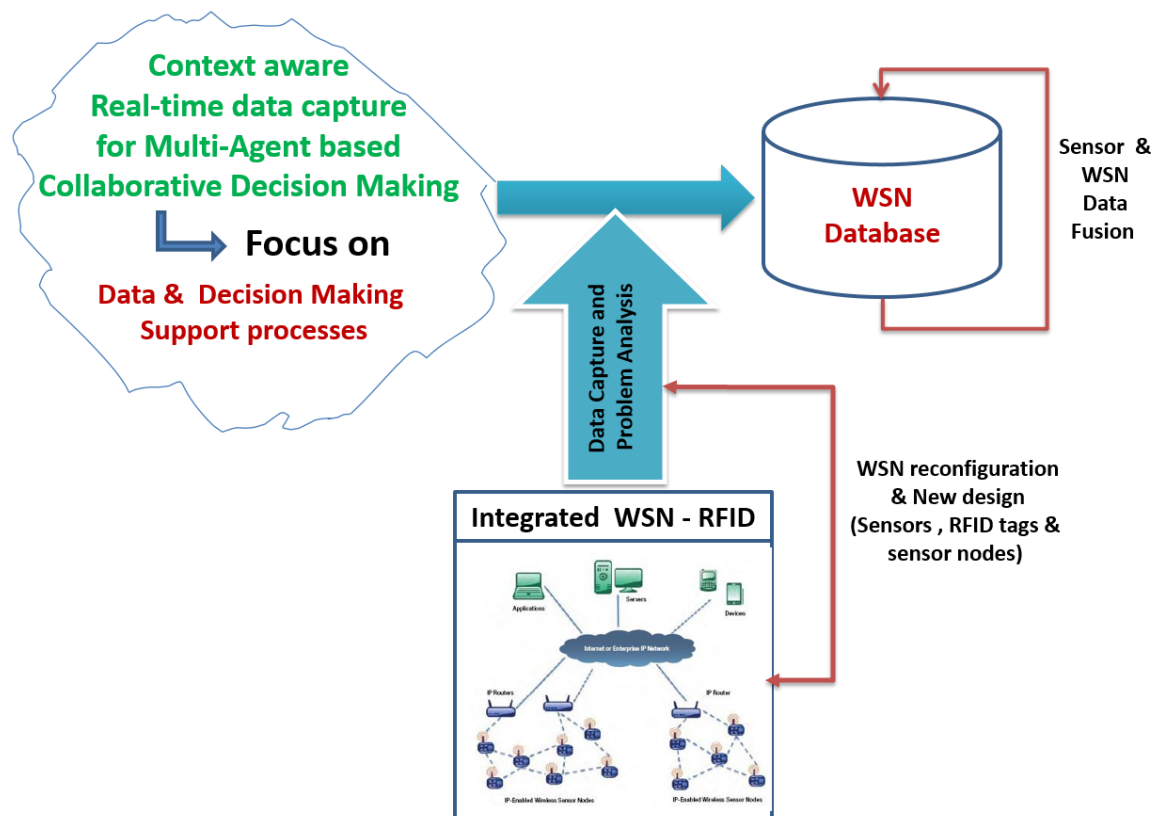 Context aware
Real-time data capture
for Multi-Agent based
Collaborative Decision Making
Focus on
Data & Decision Making
Support processes
WSN
Database
Sensor &
WSN
Data
Fusion
Data Capture and
Problem Analysis
WSN reconfiguration
& New design
(Sensors , RFID tags &
sensor nodes)
Integrated WSN - RFID
Applications
Servers
Devices
Internet or Enterprise IP Network
IP Routers
IP Router
IP-Enabled Wireless Sensor Nodes
IP-Enabled Wireless Sensor Nodes